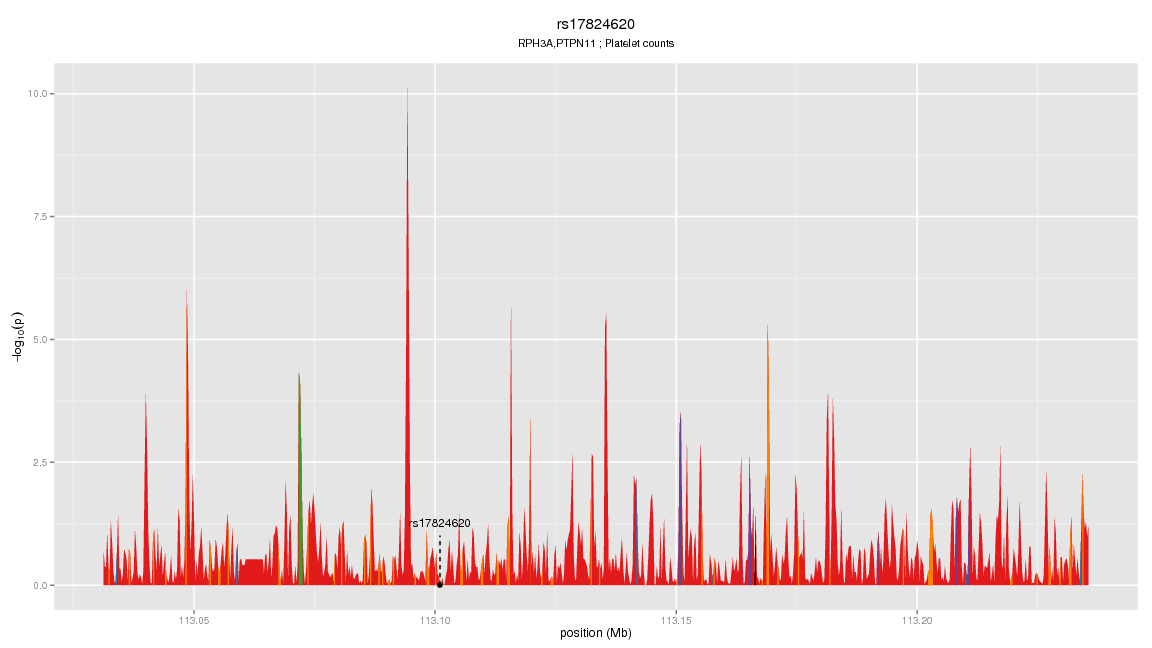 rs17824620
RPH3A,PTPN11 ; Platelet counts
−log10(p)
10.0
7.5
5.0
2.5
0.0
rs17824620
113.05 113.10 113.15 113.20
position (Mb)